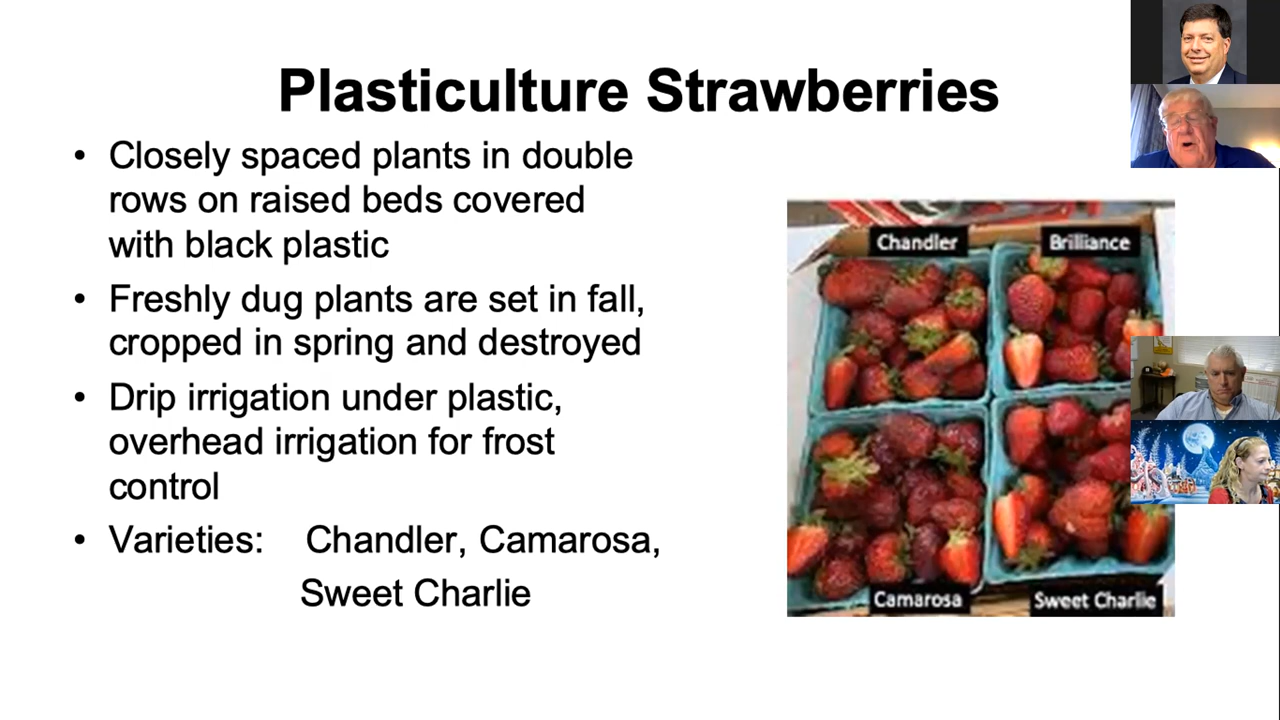 Plasticulture Strawberries
• Closely spaced plants in double
rows on raised beds covered
with black plastic
• Freshly dug plants are set in fall,
cropped in spring and destroyed
• Drip irrigation under plastic,
overhead irrigation for frost
control
• Varieties: Chandler, Camarosa,
Sweet Charlie
Chandler
Brilliance
Camarosa
Sweet Charlie